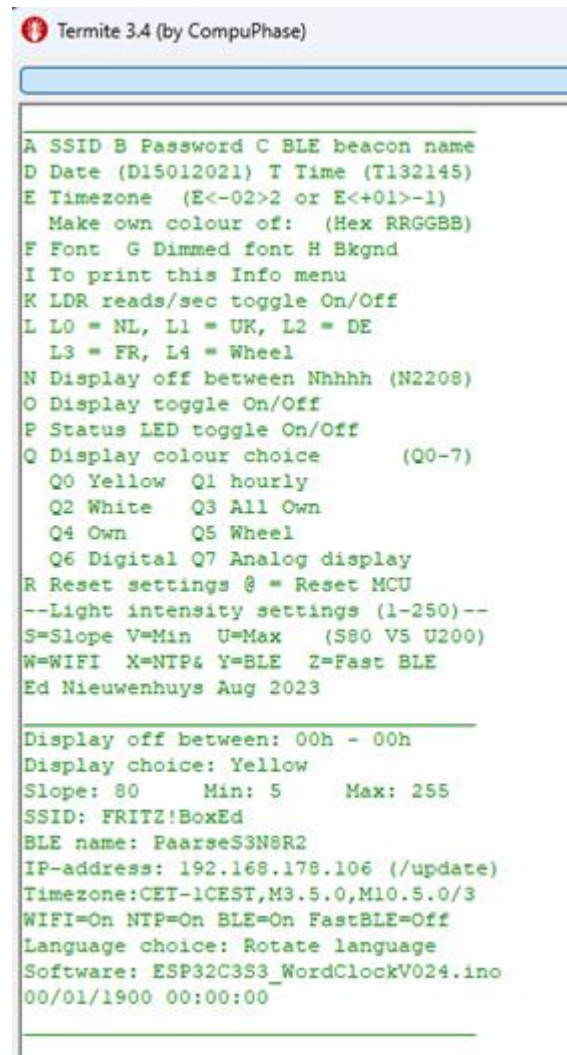 Termite 3.4 (by CompuPhase)
A SSID B Password C BLE beacon name
D Date (D15012021) T Time (T132145)
E Timezone  (E<-02>2 or E<+01>-1)
  Make own colour of:  (Hex RRGGBB)
F Font  G Dimmed font H Bkgnd
I To print this Info menu
K LDR reads/sec toggle On/Off
L L0 = NL, L1 = UK, L2 = DE
  L3 = FR, L4 = Wheel
N Display off between Nhhhh (N2208)
O Display toggle On/Off
P Status LED toggle On/Off
Q Display colour choice      (Q0-7)
  Q0 Yellow  Q1 hourly
  Q2 White   Q3 All Own
  Q4 Own     Q5 Wheel
  Q6 Digital Q7 Analog display
R Reset settings @ = Reset MCU
--Light intensity settings (1-250)--
S=Slope V=Min  U=Max   (S80 V5 U200)
W=WIFI  X=NTP& Y=BLE  Z=Fast BLE
Ed Nieuwenhuys Aug 2023
Display off between: 00h - 00h
Display choice: Yellow
Slope: 80     Min: 5     Max: 255
SSID: FRITZ!BoxEd
BLE name: PaarseS3N8R2
IP-address: 192.168.178.106 (/update)
Timezone:CET-1CEST,M3.5.0,M10.5.0/3
WIFI=On NTP=On BLE=On FastBLE=Off
Language choice: Rotate language
Software: ESP32C3S3_WordClockV024.ino
00/01/1900 00:00:00